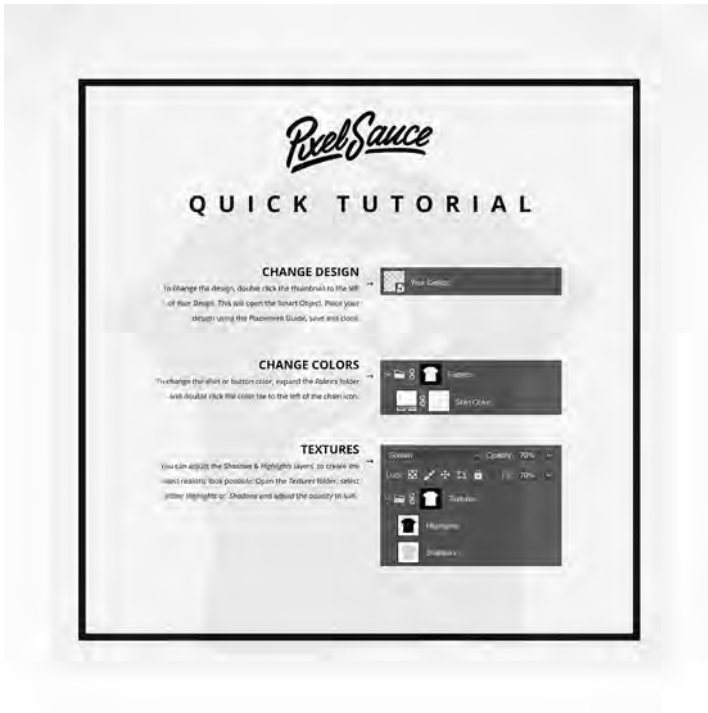 PixelSauce
QUICK TUTORIAL
CHANGE DESIGN
To change the design, double click the thumbnail to the left
of Your Design. This will open the Smart Object. Place your
design using the Placement Guide, save and close.
Your Design
CHANGE COLORS
To change the shirt or button color, expand the Fabrics folder
and double click the color tile to the left of the chain icon.
Fabrics
Shirt Color
TEXTURES
You can adjust the Shadows & Highlights layers, to create the
most realistic look possible. Open the Textures folder, select
either Highlights or Shadows and adjust the opacity to suit.
Screen Opacity: 70%
Lock: Fill: 70%
Textures
Highlights
Shadows